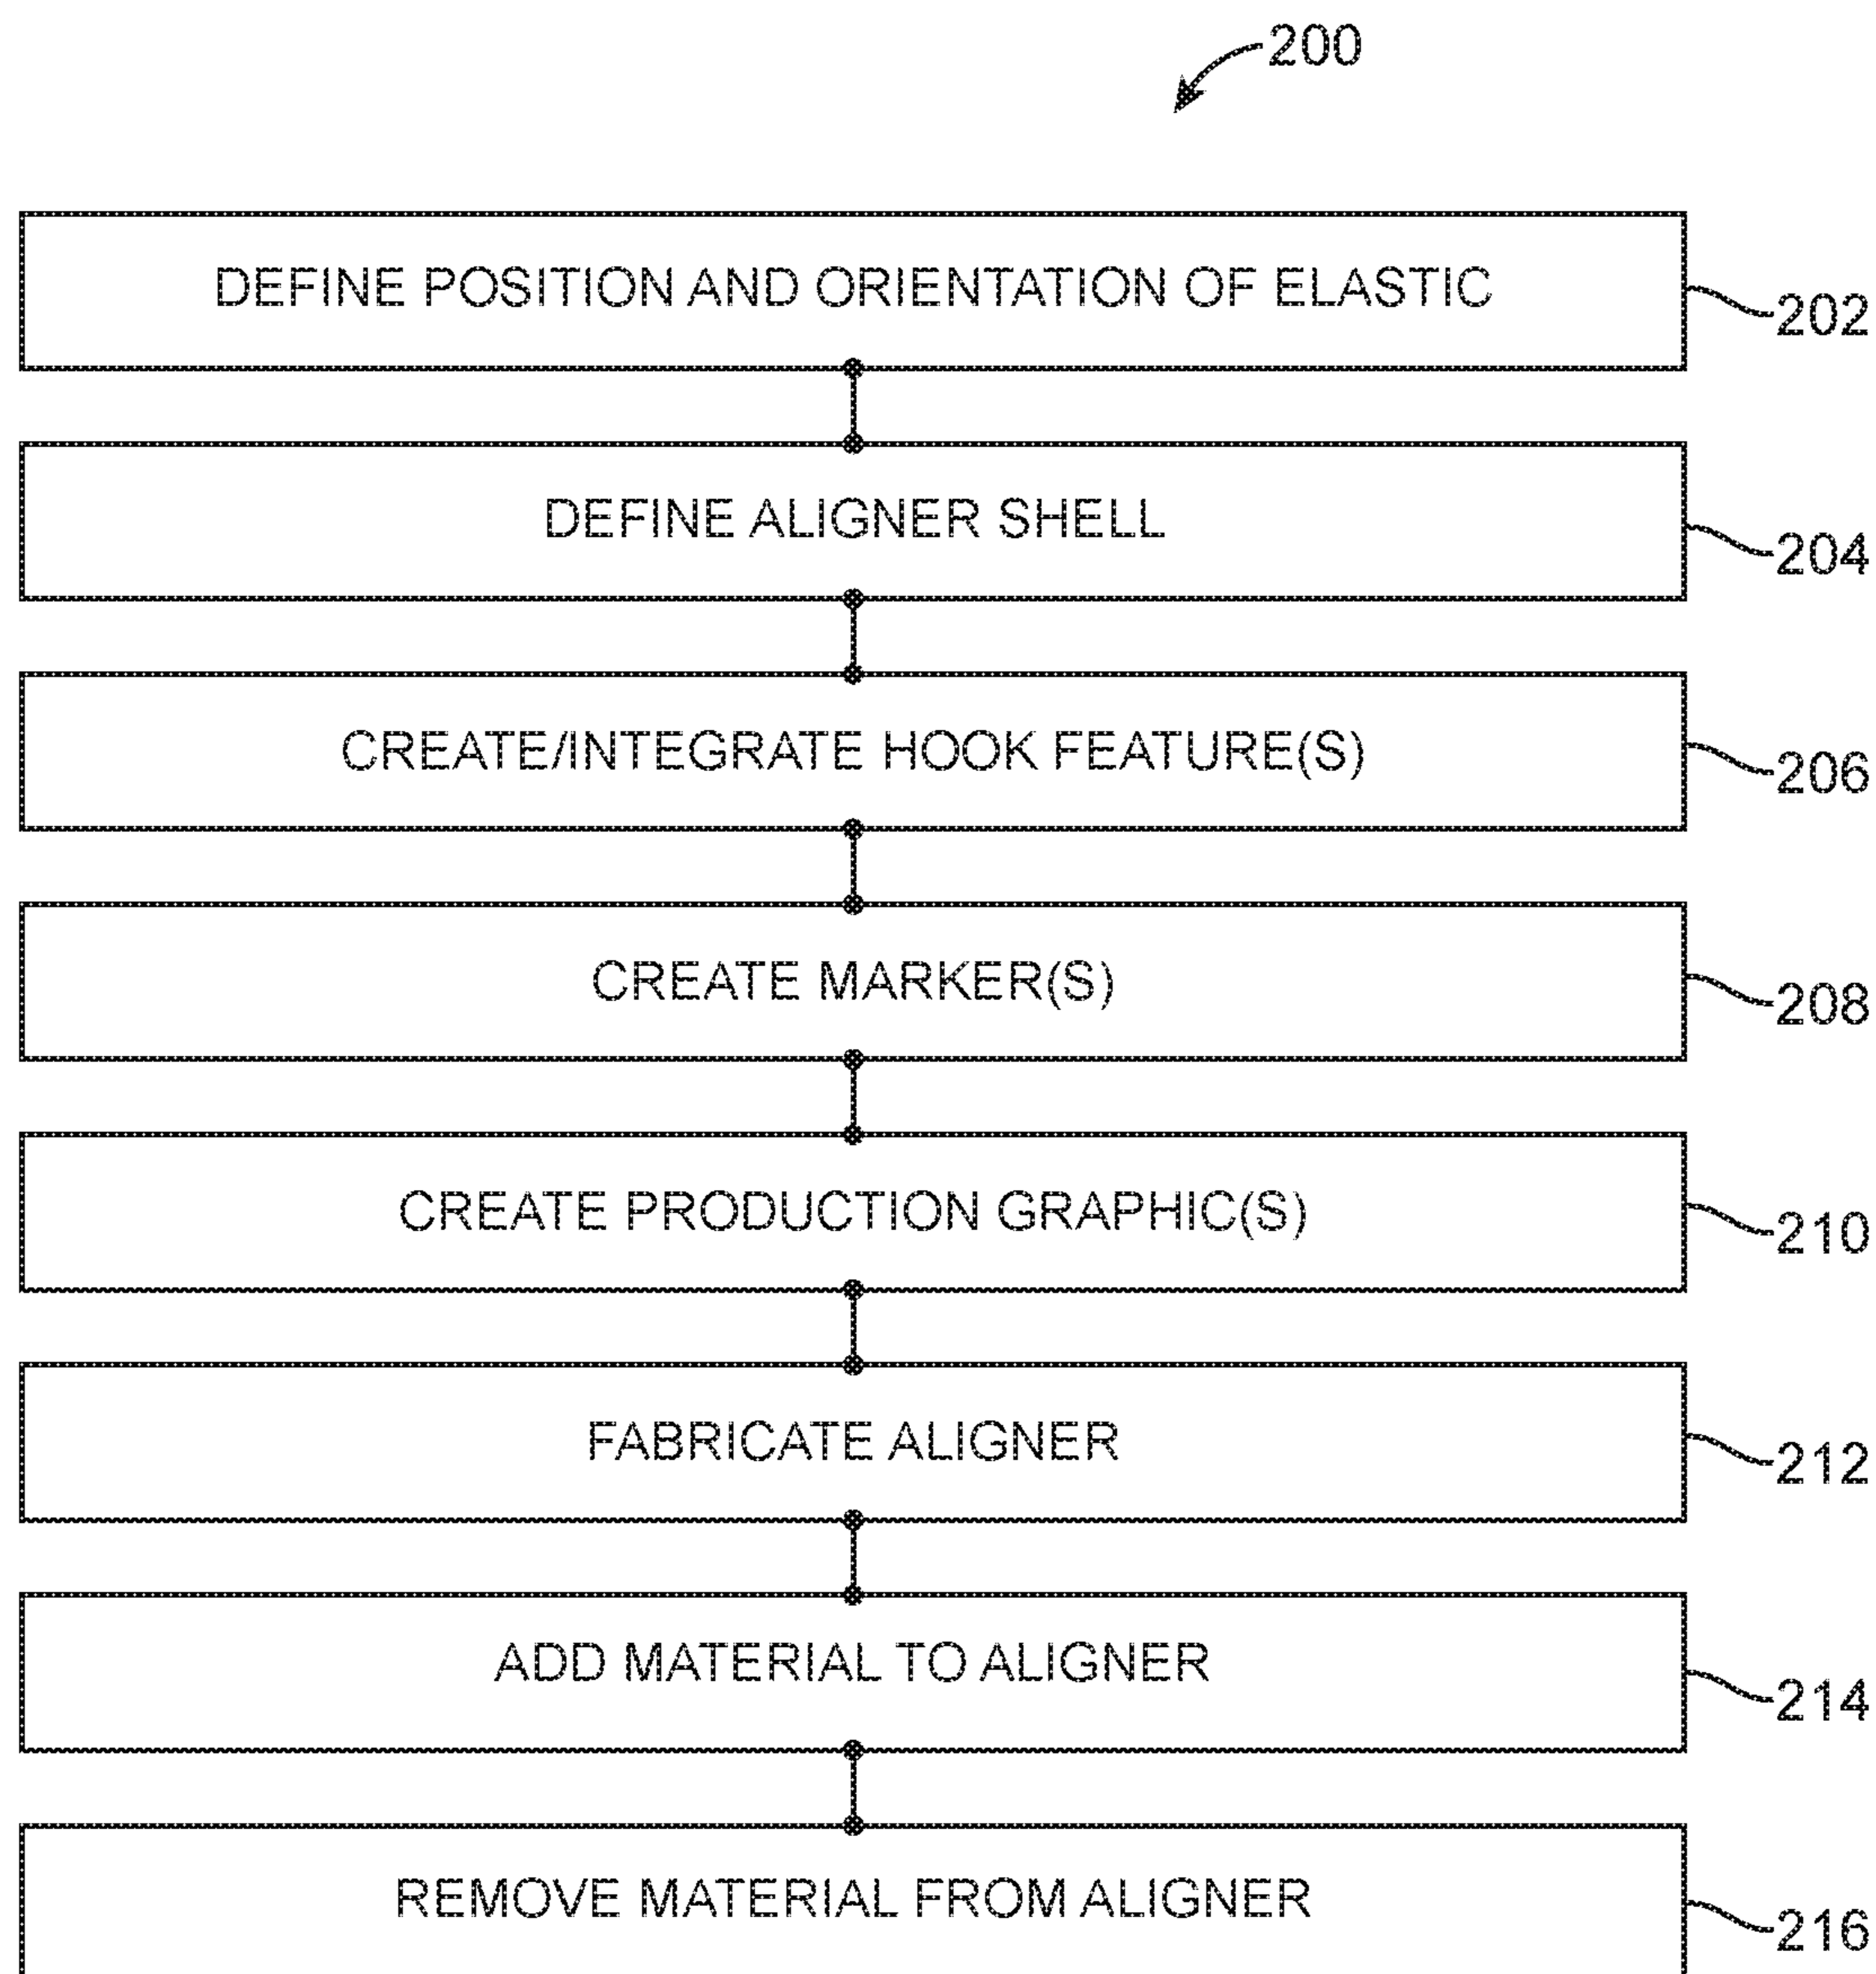 200
DEFINE POSITION AND ORIENTATION OF ELASTIC
202
DEFINE ALIGNER SHELL
204
CREATE/INTEGRATE HOOK FEATURE(S)
206
CREATE MARKER(S)
208
CREATE PRODUCTION GRAPHIC(S)
210
FABRICATE ALIGNER
212
ADD MATERIAL TO ALIGNER
214
REMOVE MATERIAL FROM ALIGNER
216